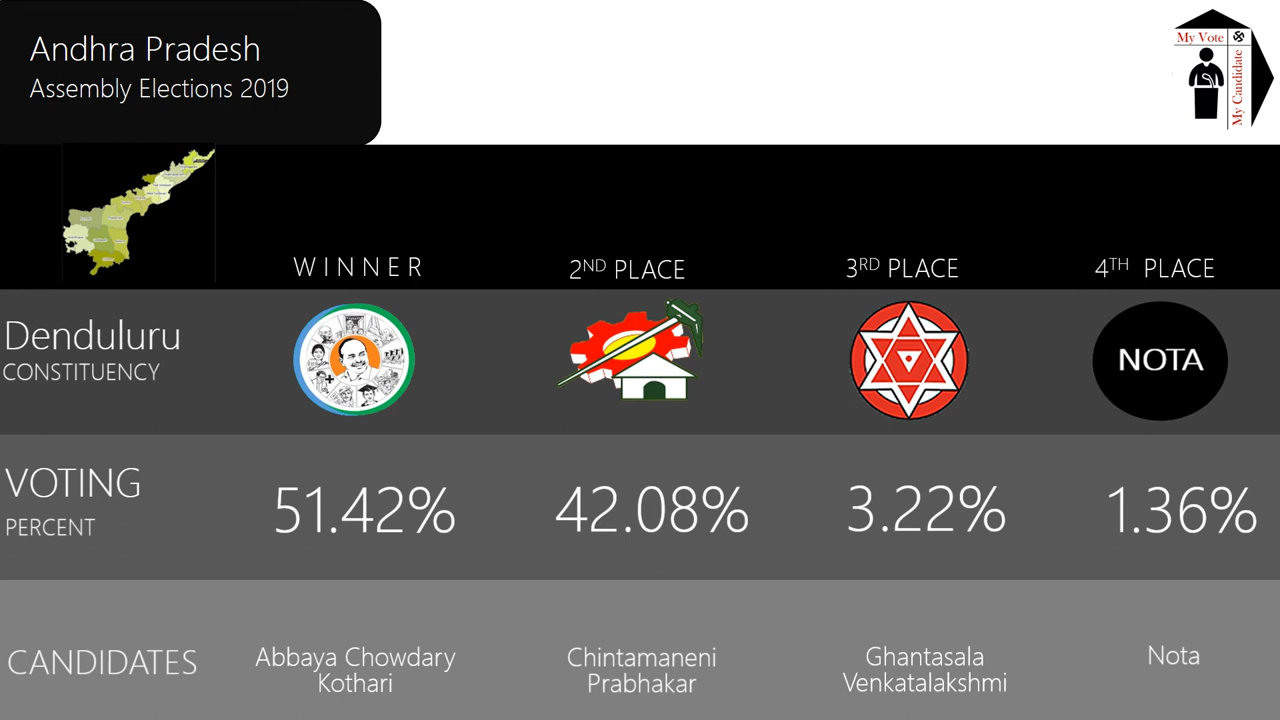 Andhra Pradesh
Assembly Elections 2019
My Vote
My Candidate
WINNER
2ND PLACE
3RD PLACE
4TH PLACE
Denduluru
CONSTITUENCY
NOTA
VOTING
PERCENT
51.42%
42.08%
3.22%
1.36%
CANDIDATES
Abbaya Chowdary
Kothari
Chintamaneni
Prabhakar
Ghantasala
Venkatalakshmi
Nota